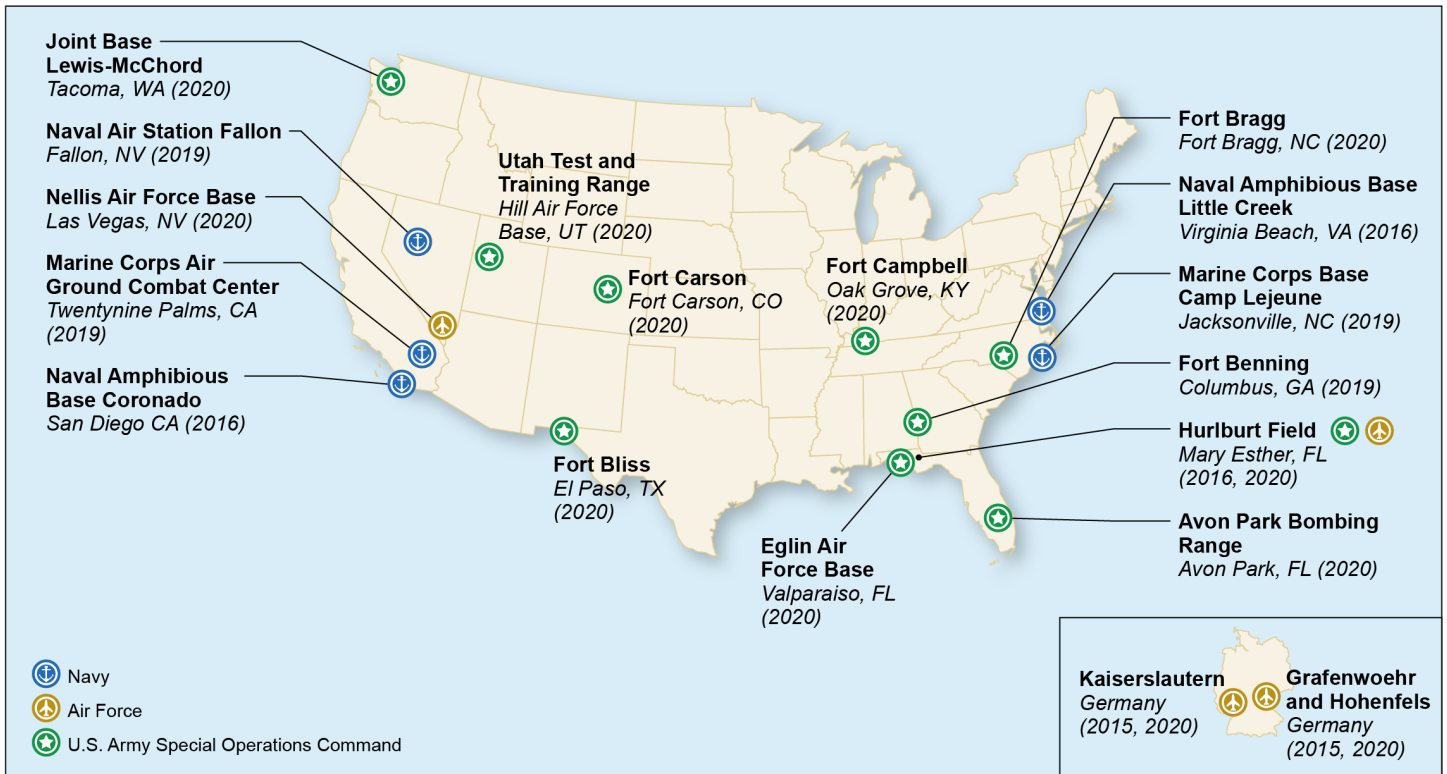 Joint Base
Lewis-McChord
Tacoma, WA (2020)
Naval Air Station Fallon
Fallon, NV (2019)
Nellis Air Force Base
Las Vegas, NV (2020)
Marine Corps Air
Ground Combat Center
Twentynine Palms, CA
(2019)
Naval Amphibious
Base Coronado
San Diego CA (2016)
Utah Test and
Training Range
Hill Air Force
Base, UT (2020)
Fort Carson
Fort Carson, CO
(2020)
Fort Campbell
Oak Grove, KY
(2020)
Fort Bliss
El Paso, TX
(2020)
Eglin Air
Force Base
Valparaiso, FL
(2020)
Fort Bragg
Fort Bragg, NC (2020)
Naval Amphibious Base
Little Creek
Virginia Beach, VA (2016)
Marine Corps Base
Camp Lejeune
Jacksonville, NC (2019)
Fort Benning
Columbus, GA (2019)
Hurlburt Field
Mary Esther, FL
(2016, 2020)
Avon Park Bombing
Range
Avon Park, FL (2020)
Kaiserslautern
Germany
(2015, 2020)
Grafenwoehr
and Hohenfels
Germany
(2015, 2020)
Navy
Air Force
U.S. Army Special Operations Command